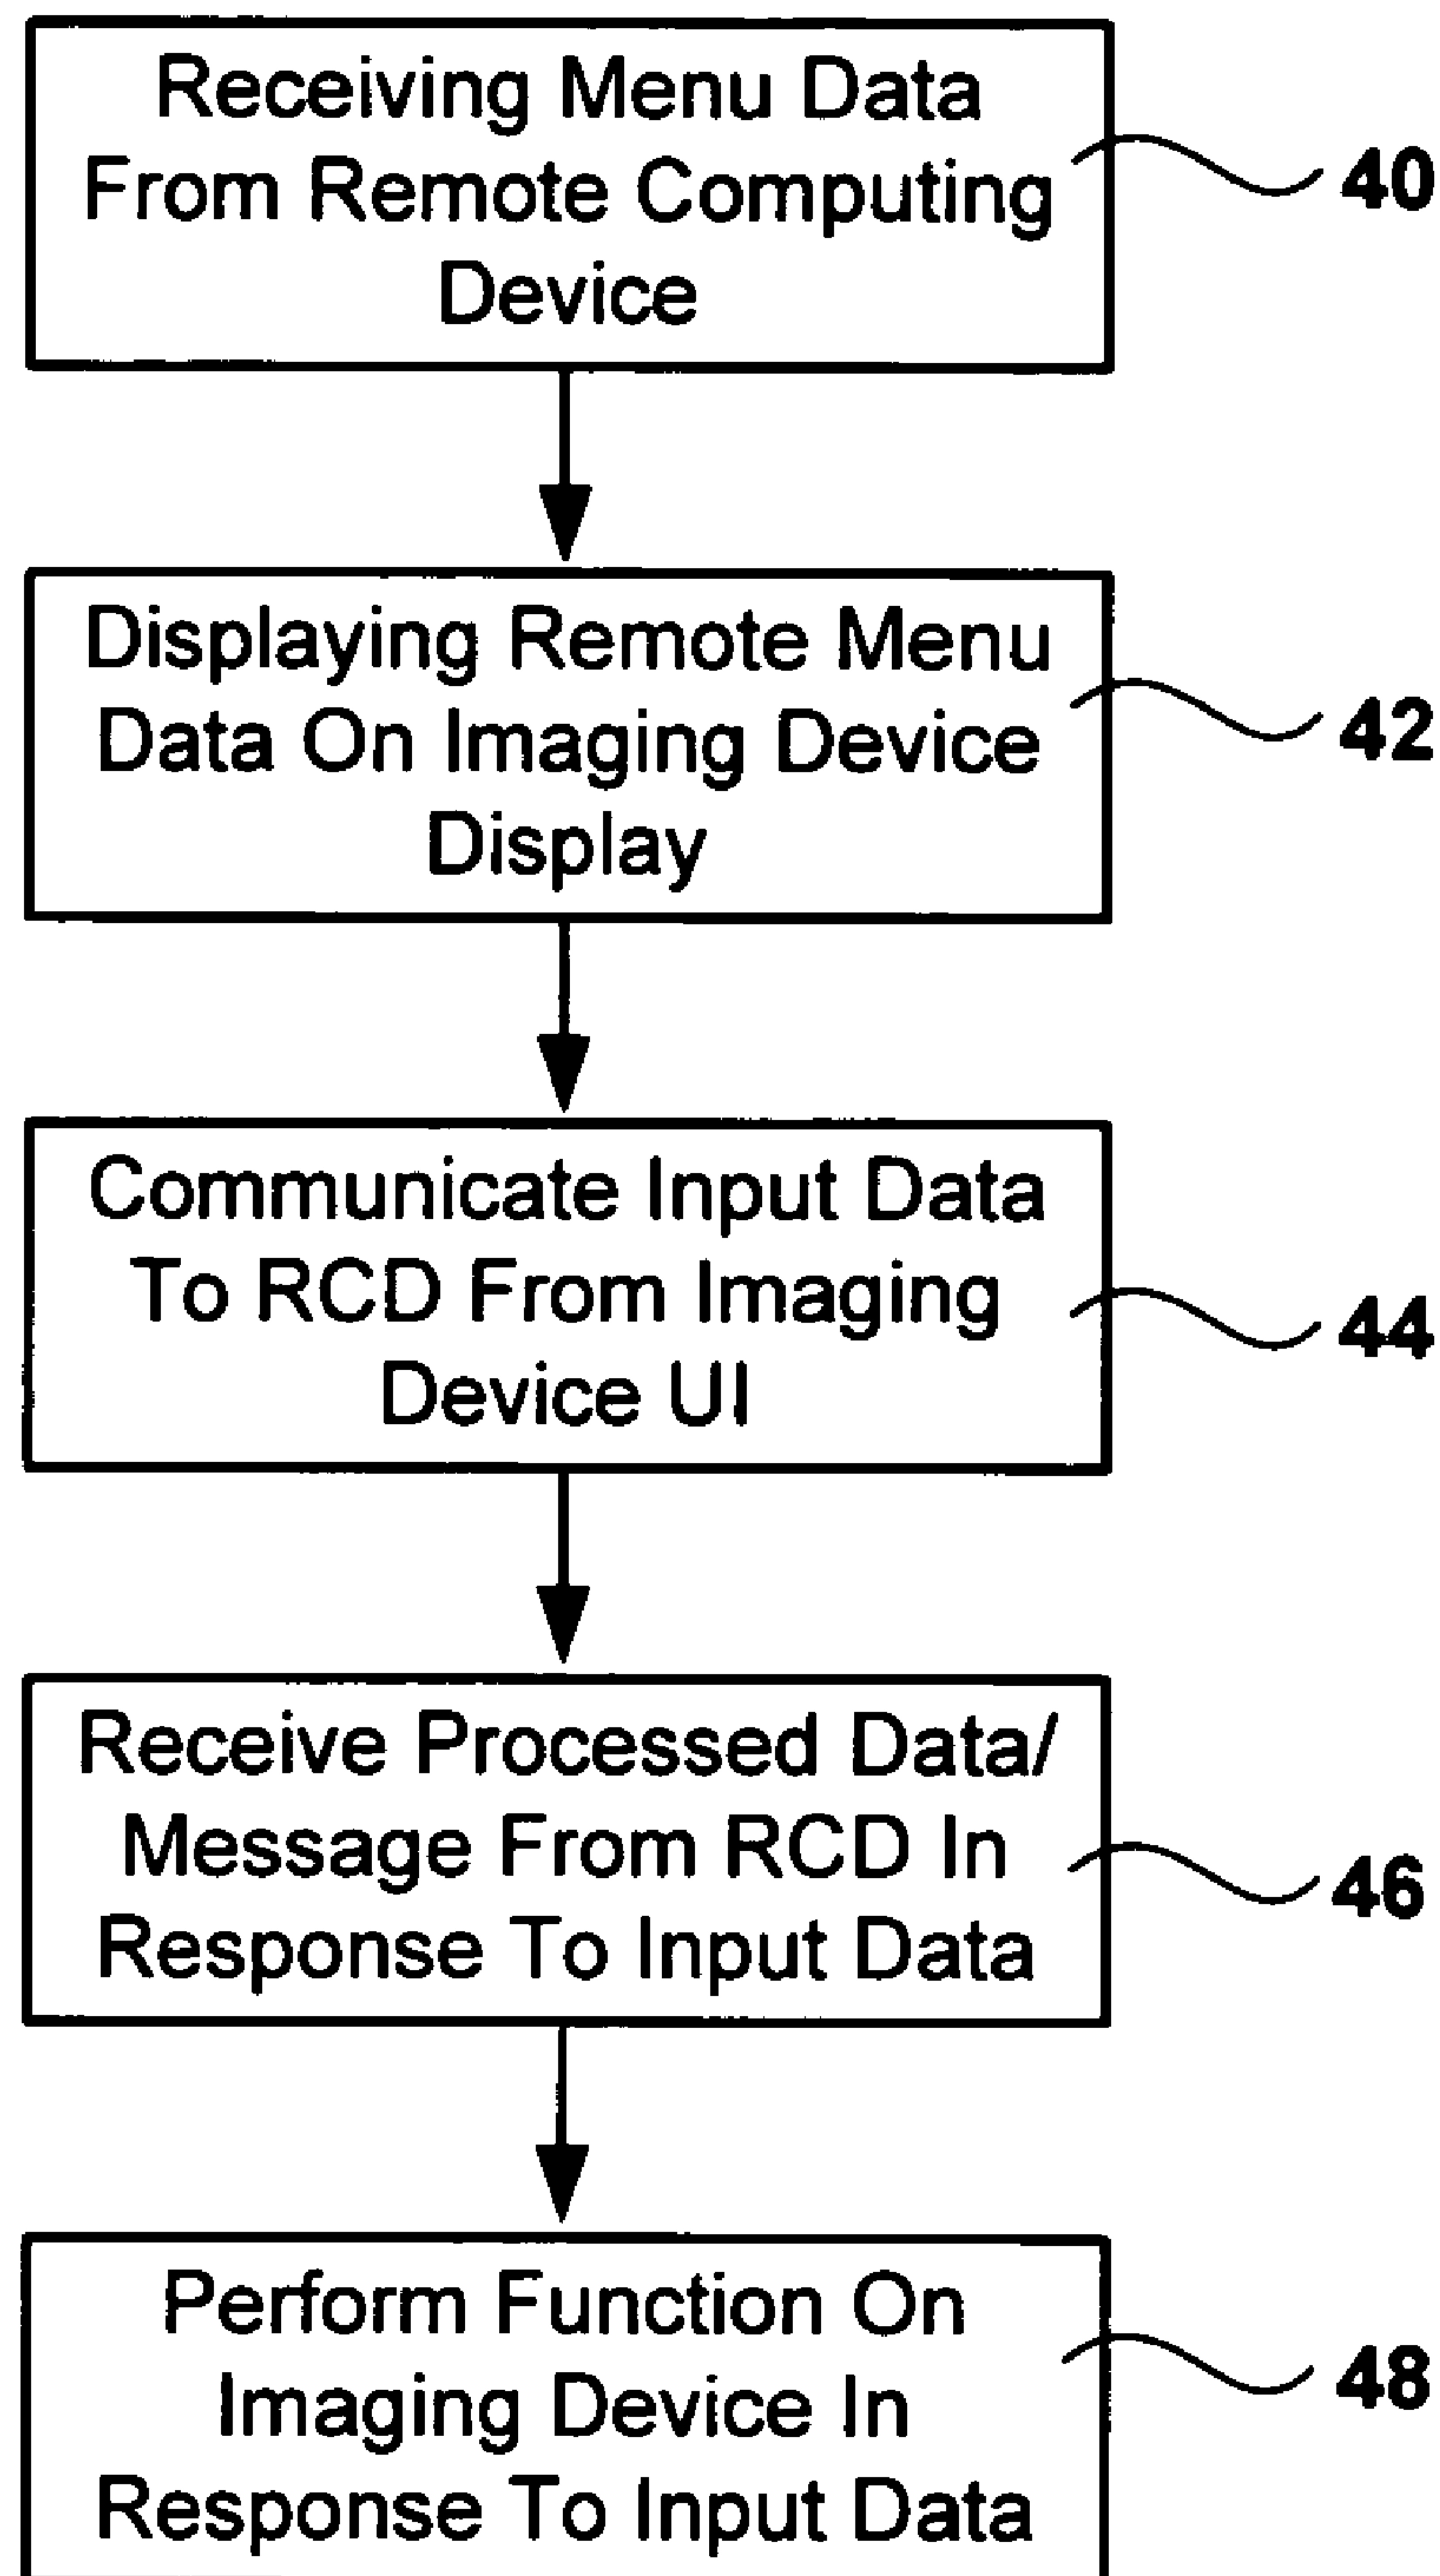 Receiving Menu Data
From Remote Computing
Device
40
Displaying Remote Menu
Data On Imaging Device
Display
42
Communicate Input Data
To RCD From Imaging
Device UI
44
Receive Processed Data/
Message From RCD In
Response To Input Data
46
Perform Function On
Imaging Device In
Response To Input Data
48